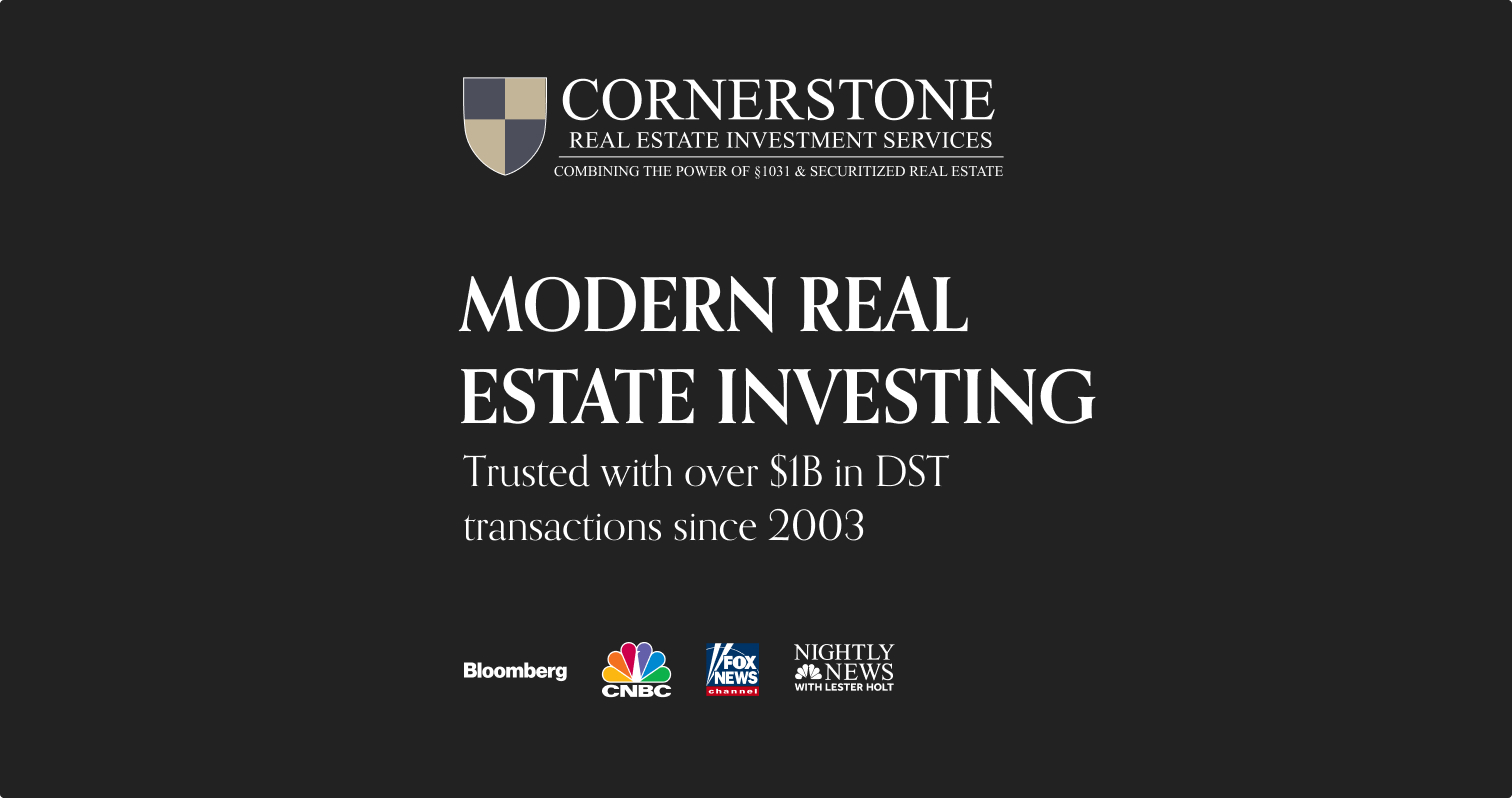 CORNERSTONE
REAL ESTATE INVESTMENT SERVICES
COMBINING THE POWER OF §1031 & SECURITIZED REAL ESTATE
MODERN REAL
ESTATE INVESTING
Trusted with over $1B in DST
transactions since 2003
Bloomberg
CNBC
FOX
NEWS
channel
NIGHTLY
NEWS
WITH LESTER HOLT